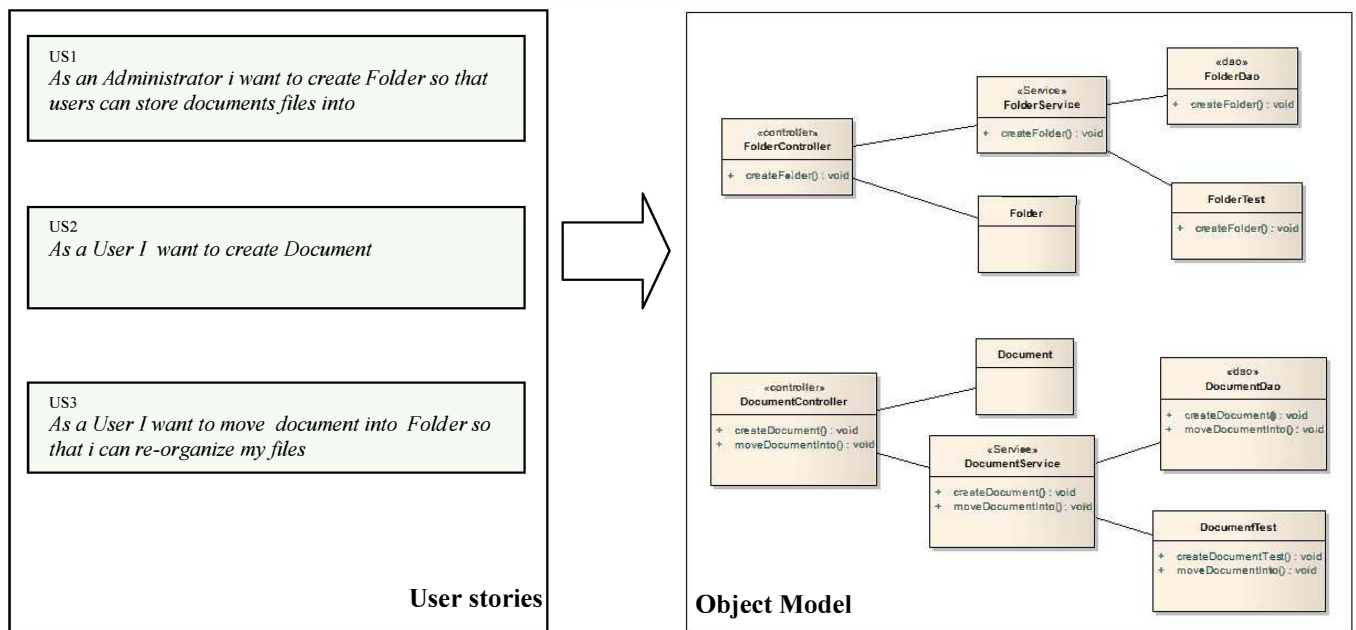 US1
As an Administrator i want to create Folder so that
users can store documents files into
US2
As a User I want to create Document
US3
As a User I want to move document into Folder so
that i can re-organize my files
User stories
«controller»
FolderController
+ createFolder() : void
«Service»
FolderService
+ createFolder() : void
«dao»
FolderDao
+ createFolder() : void
Folder
FolderTest
+ createFolder() : void
«controller»
DocumentController
+ createDocument() : void
+ moveDocumentInto() : void
Document
«Service»
DocumentService
+ createDocument() : void
+ moveDocumentInto() : void
«dao»
DocumentDao
+ createDocument() : void
+ moveDocumentInto() : void
DocumentTest
+ createDocumentTest() : void
+ moveDocumentInto() : void
Object Model